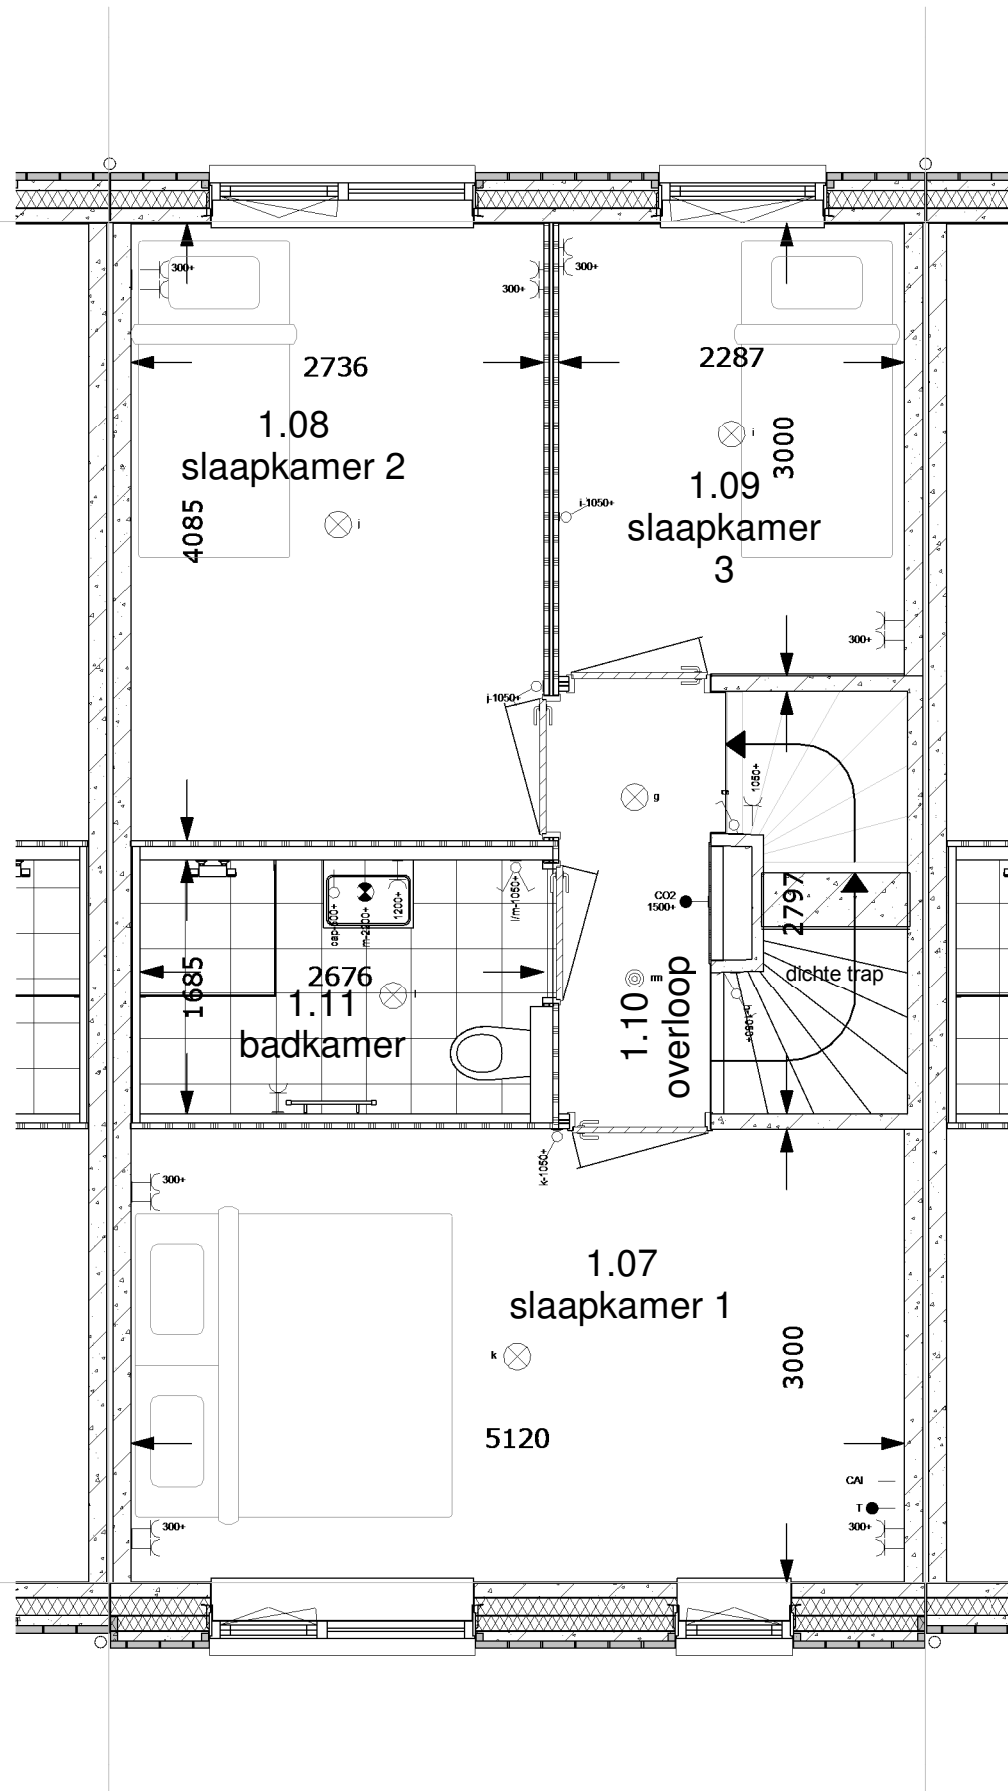 300+
300+
300+
2736
2287
1.08
slaapkamer 2
i
3000
1.09
slaapkamer
3
4085
j
i-1050+
300+
j-1050+
g
1050+
g
CO2
1500+
2797
cap-600+
m-2200+
1200+
l/m-1050+
1685
2676
l
1.11
badkamer
rm
1.10
overloop
dichte trap
h-1050+
k-1050+
300+
1.07
slaapkamer 1
k
3000
5120
CAI
T
300+
300+